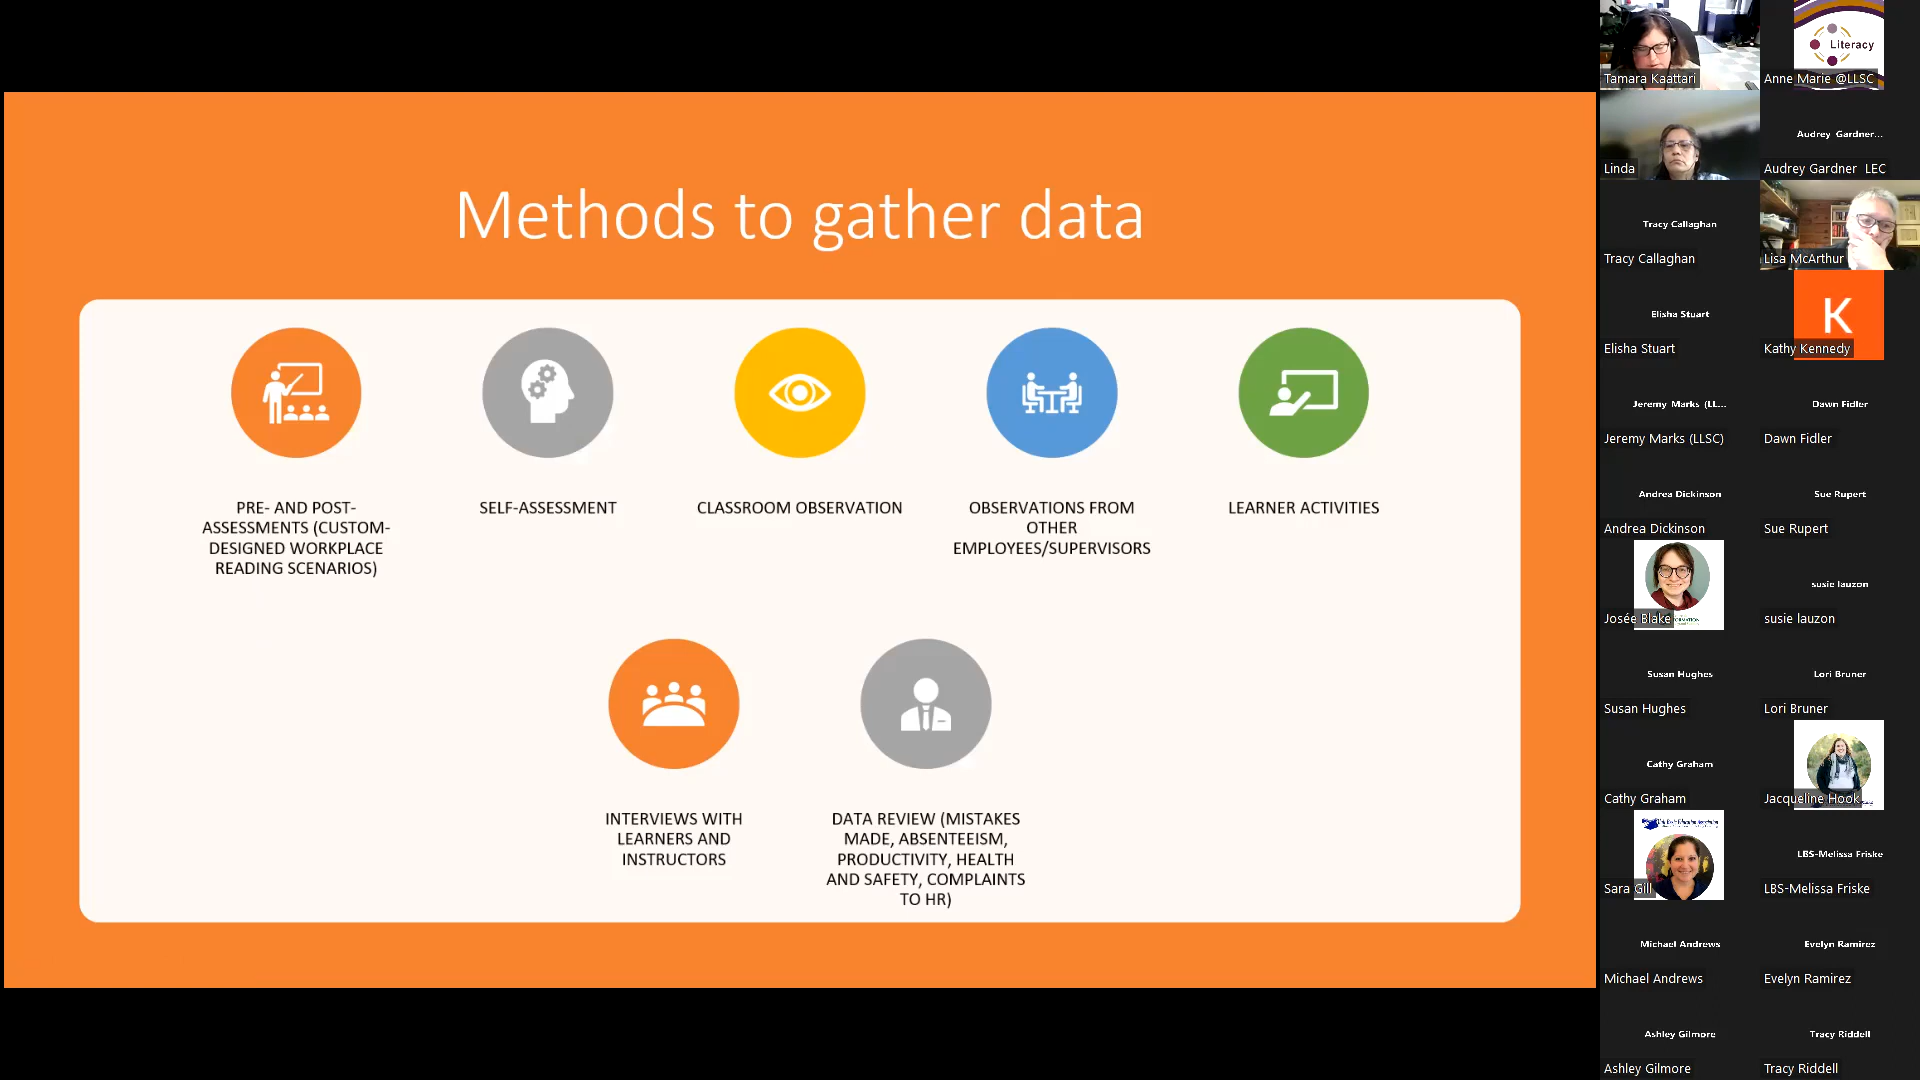 Methods to gather data
PRE- AND POST-
ASSESSMENTS (CUSTOM-
DESIGNED WORKPLACE
READING SCENARIOS)
SELF-ASSESSMENT
CLASSROOM OBSERVATION
OBSERVATIONS FROM
OTHER
EMPLOYEES/SUPERVISORS
LEARNER ACTIVITIES
INTERVIEWS WITH
LEARNERS AND
INSTRUCTORS
DATA REVIEW (MISTAKES
MADE, ABSENTEEISM,
PRODUCTIVITY, HEALTH
AND SAFETY, COMPLAINTS
TO HR)
Tamara Kaattari
Literacy
Anne Marie @LLSC
Linda
Audrey Gardner...
Audrey Gardner LEC
Tracy Callaghan
Tracy Callaghan
Lisa McArthur
Elisha Stuart
Elisha Stuart
K
Kathy Kennedy
Jeremy Marks (LL...
Jeremy Marks (LLSC)
Dawn Fidler
Dawn Fidler
Andrea Dickinson
Andrea Dickinson
Sue Rupert
Sue Rupert
Josée Blake
susie lauzon
susie lauzon
Susan Hughes
Susan Hughes
Lori Bruner
Lori Bruner
Cathy Graham
Cathy Graham
Jacqueline Hook
Sara Gill
LBS-Melissa Friske
LBS-Melissa Friske
Michael Andrews
Michael Andrews
Evelyn Ramirez
Evelyn Ramirez
Ashley Gilmore
Ashley Gilmore
Tracy Riddell
Tracy Riddell